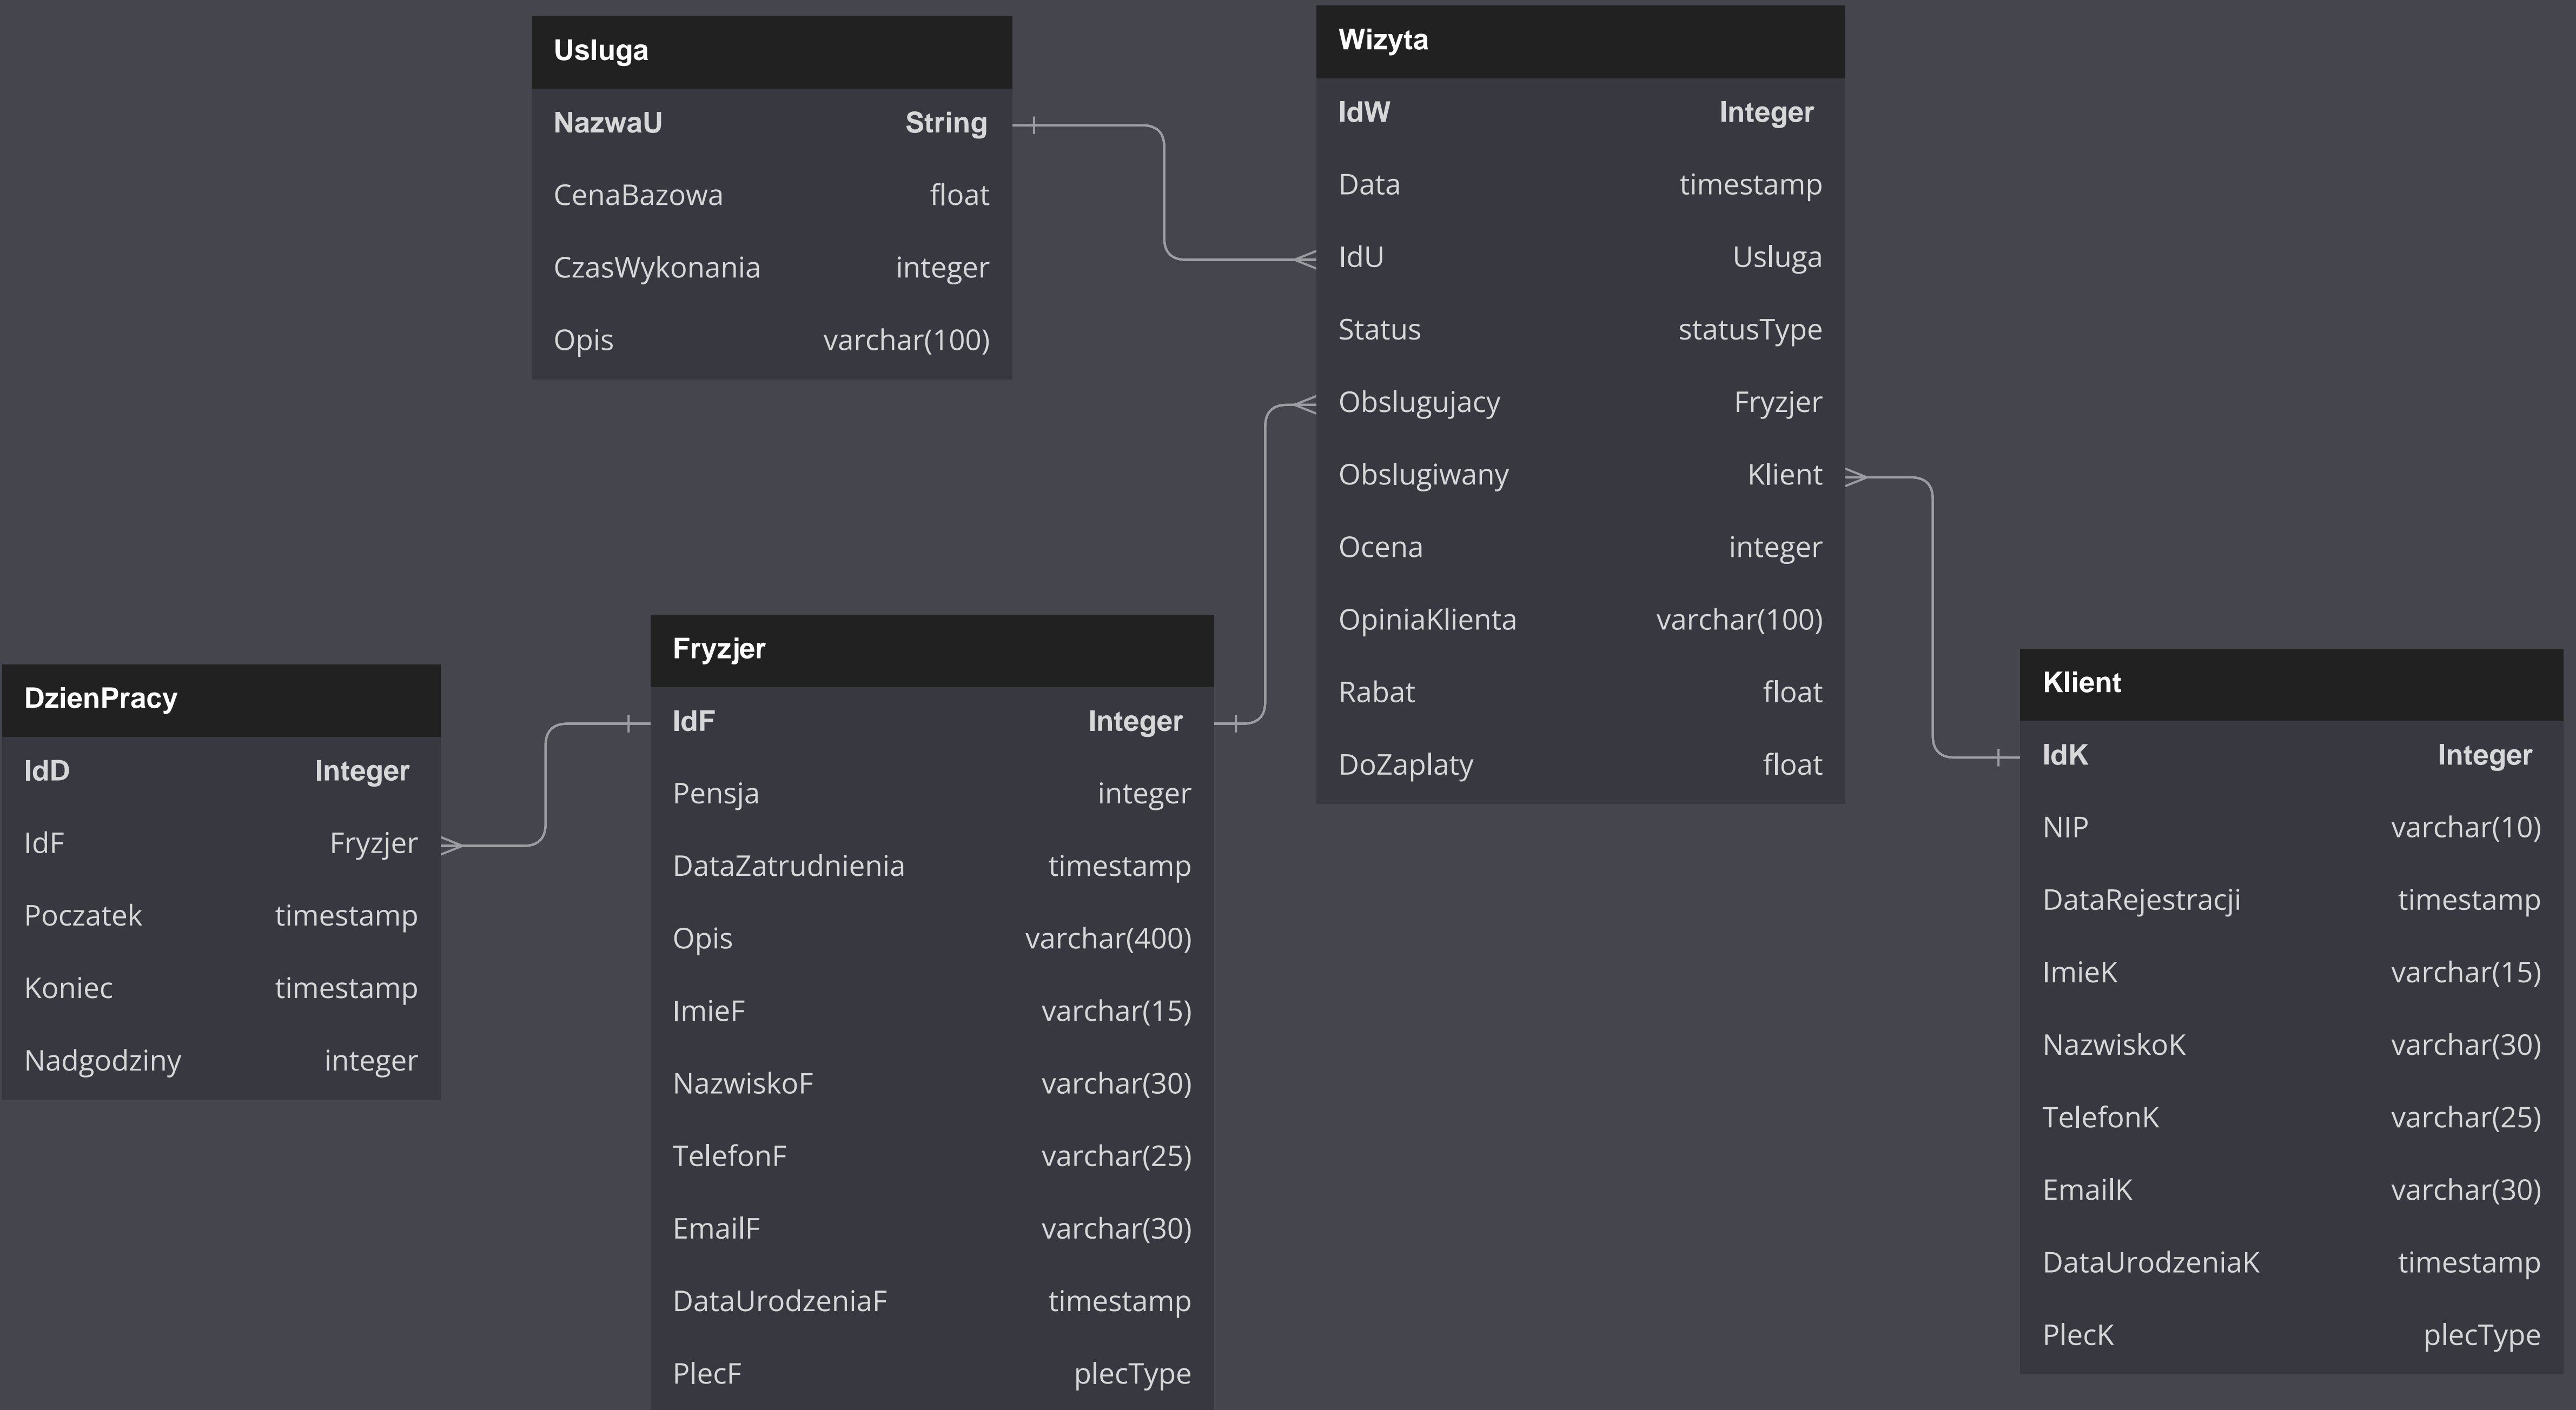 Usluga
NazwaU String
CenaBazowa float
CzasWykonania integer
Opis varchar(100)
Wizyta
IdW Integer
Data timestamp
IdU Usluga
Status statusType
Obslugujacy Fryzjer
Obslugiwany Klient
Ocena integer
OpiniaKlienta varchar(100)
Rabat float
DoZaplaty float
DzienPracy
IdD Integer
IdF Fryzjer
Poczatek timestamp
Koniec timestamp
Nadgodziny integer
Fryzjer
IdF Integer
Pensja integer
DataZatrudnienia timestamp
Opis varchar(400)
ImieF varchar(15)
NazwiskoF varchar(30)
TelefonF varchar(25)
EmailF varchar(30)
DataUrodzeniaF timestamp
PlecF plecType
Klient
IdK Integer
NIP varchar(10)
DataRejestracji timestamp
ImieK varchar(15)
NazwiskoK varchar(30)
TelefonK varchar(25)
EmailK varchar(30)
DataUrodzeniaK timestamp
PlecK plecType